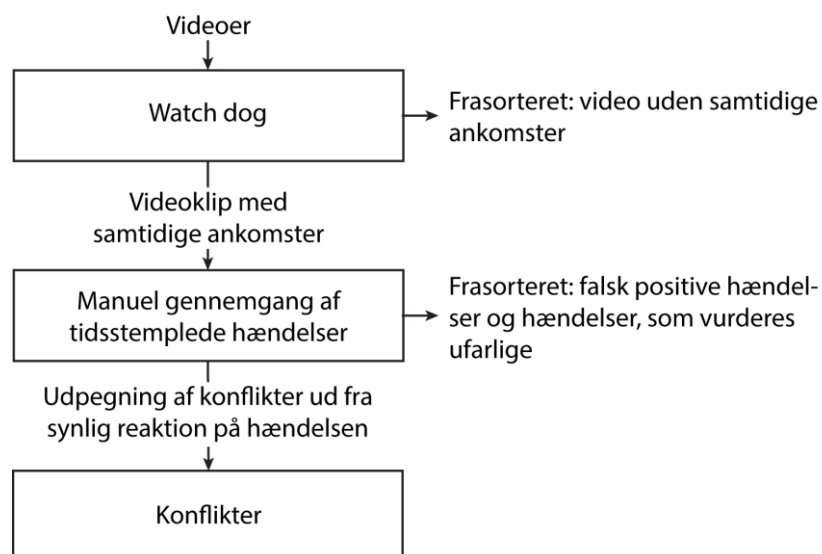 Videoer
Watch dog
Frasorteret: video uden samtidige
ankomster
Videoklip med
samtidige ankomster
Manuel gennemgang af
tidsstemplede hændelser
Frasorteret: falsk positive hændel-
ser og hændelser, som vurderes
ufarlige
Udpegning af konflikter ud fra
synlig reaktion på hændelsen
Konflikter